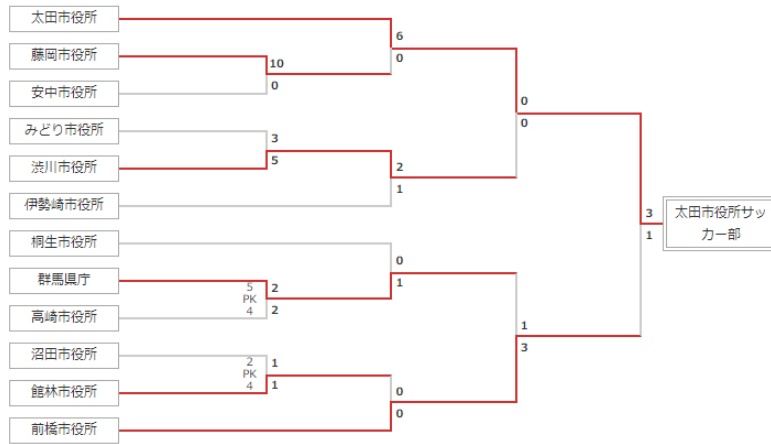 太田市役所
6
藤岡市役所
10
0
0
安中市役所
0
0
みどり市役所
3
渋川市役所
5
2
1
伊勢崎市役所
3
太田市役所サッ
カー部
1
桐生市役所
0
群馬県庁
5
PK
4
2
2
1
高崎市役所
1
3
沼田市役所
2
PK
4
1
1
館林市役所
0
0
前橋市役所